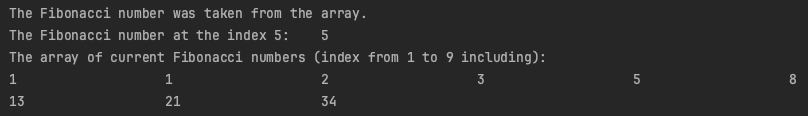 The Fibonacci number was taken from the array.
The Fibonacci number at the index 5:    5
The array of current Fibonacci numbers (index from 1 to 9 including):
1                   1                   2                   3                   5                   8
13                  21                  34